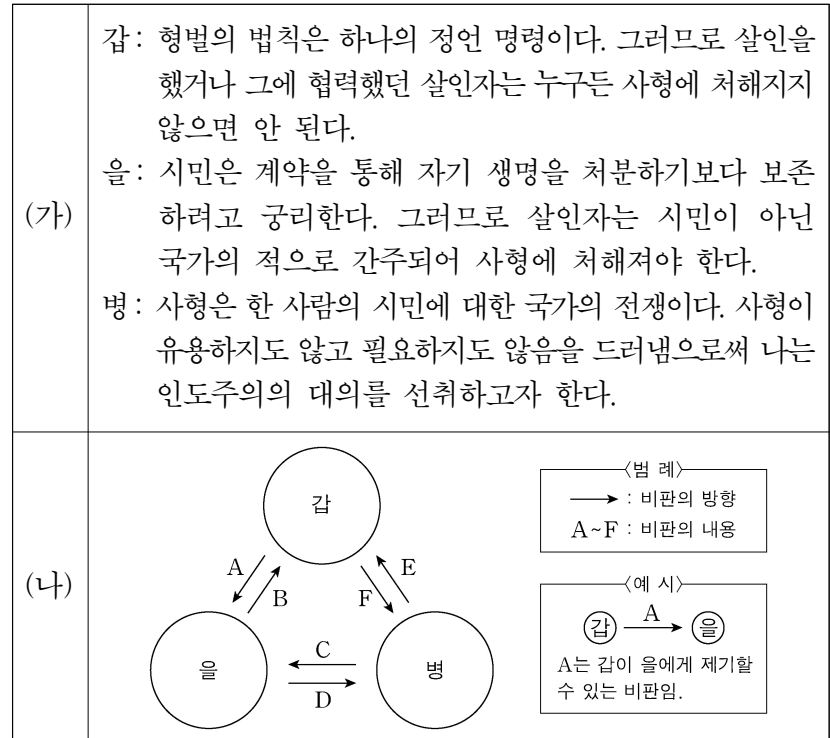 (가)
갑: 형벌의 법칙은 하나의 정언 명령이다. 그러므로 살인을
했거나 그에 협력했던 살인자는 누구든 사형에 처해지지
않으면 안 된다.
을: 시민은 계약을 통해 자기 생명을 처분하기보다 보존
하려고 궁리한다. 그러므로 살인자는 시민이 아닌
국가의 적으로 간주되어 사형에 처해져야 한다.
병: 사형은 한 사람의 시민에 대한 국가의 전쟁이다. 사형이
유용하지도 않고 필요하지도 않음을 드러냄으로써 나는
인도주의의 대의를 선취하고자 한다.
(나)
갑
A
B
F
E
을
C
D
병
〈범 례〉
: 비판의 방향
A~F : 비판의 내용
〈예 시〉
갑 A 을
A는 갑이 을에게 제기할
수 있는 비판임.